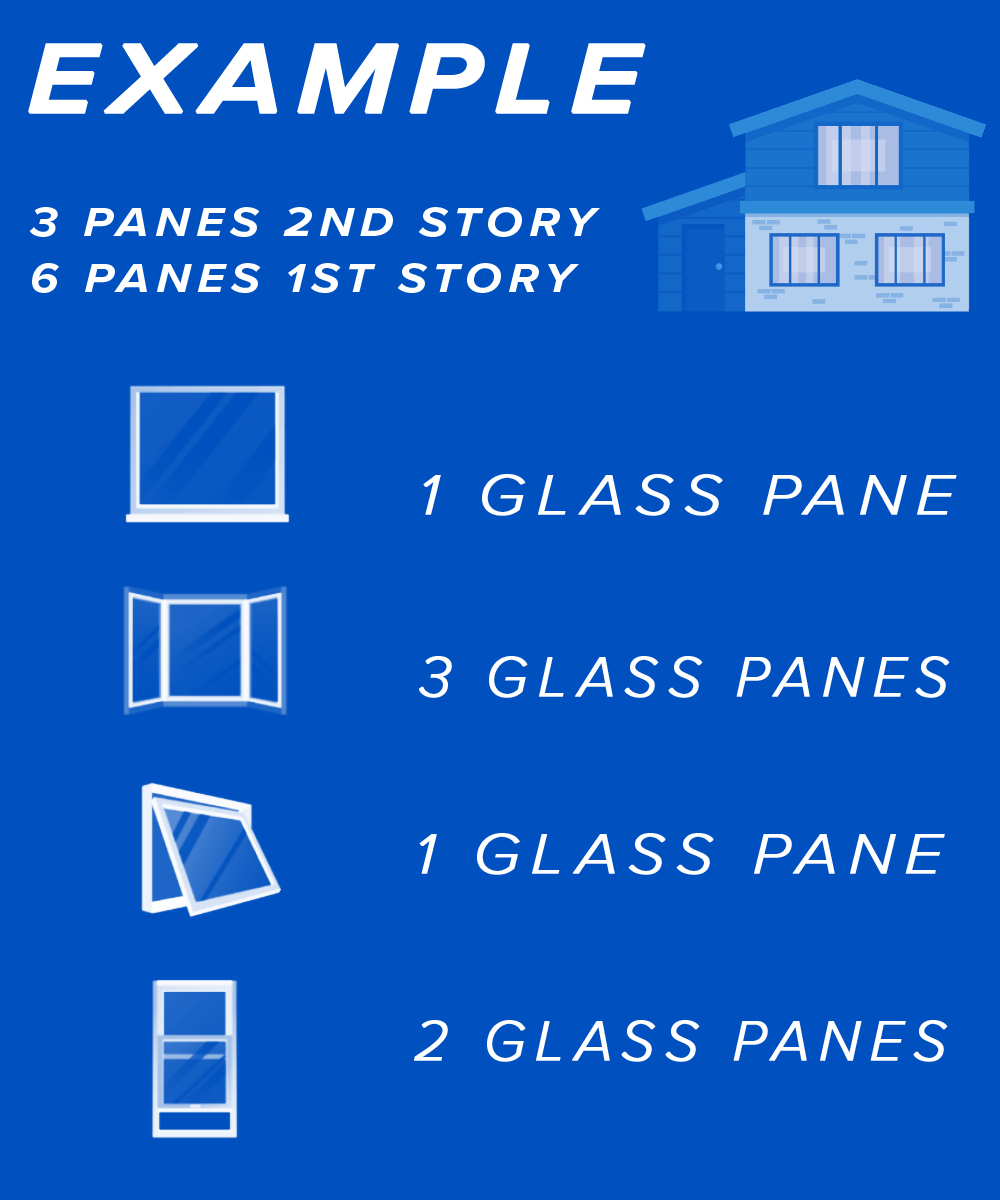 EXAMPLE
3 PANES 2ND STORY
6 PANES 1ST STORY
1 GLASS PANE
3 GLASS PANES
1 GLASS PANE
2 GLASS PANES